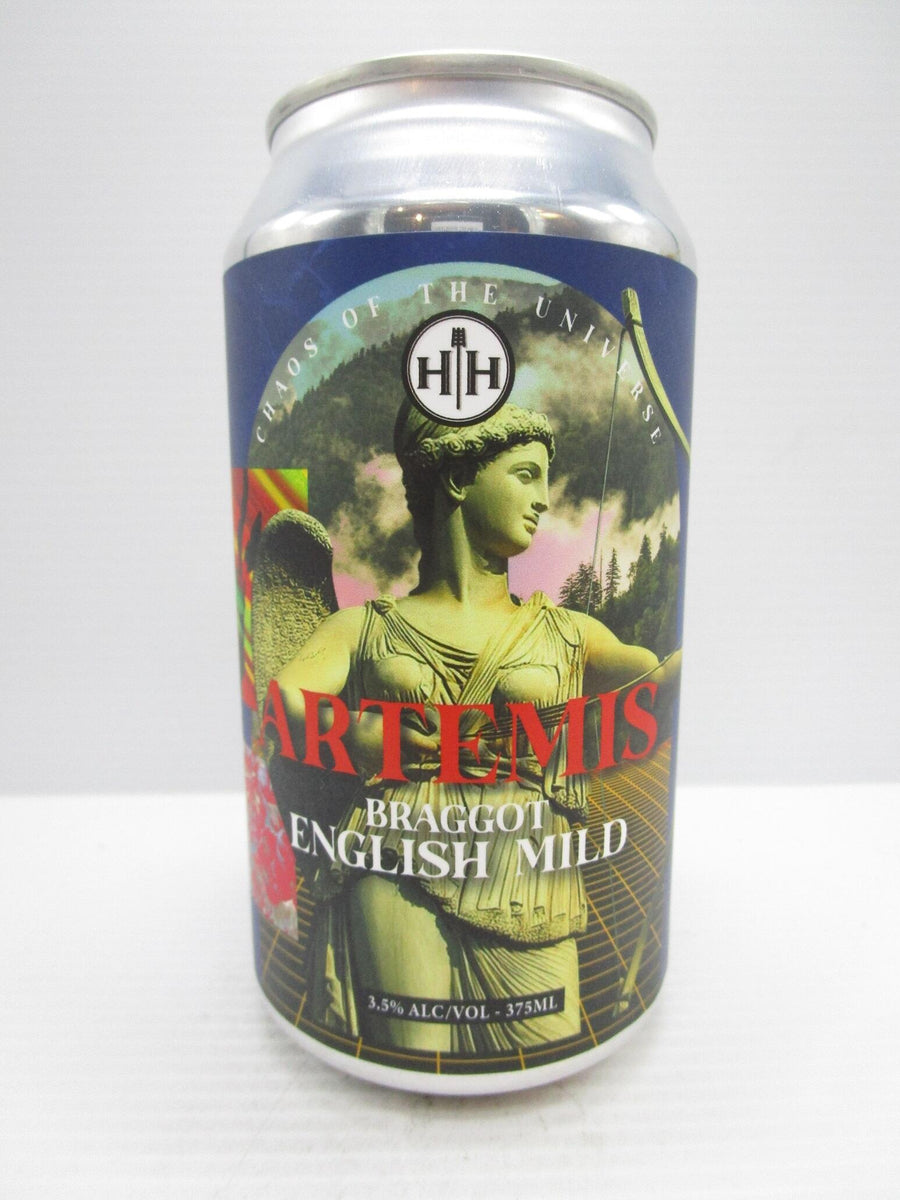 CHAOS OF THE UNIVERSE
HH
ARTEMIS
BRAGGOT
ENGLISH MILD
3.5% ALC/VOL - 375ML